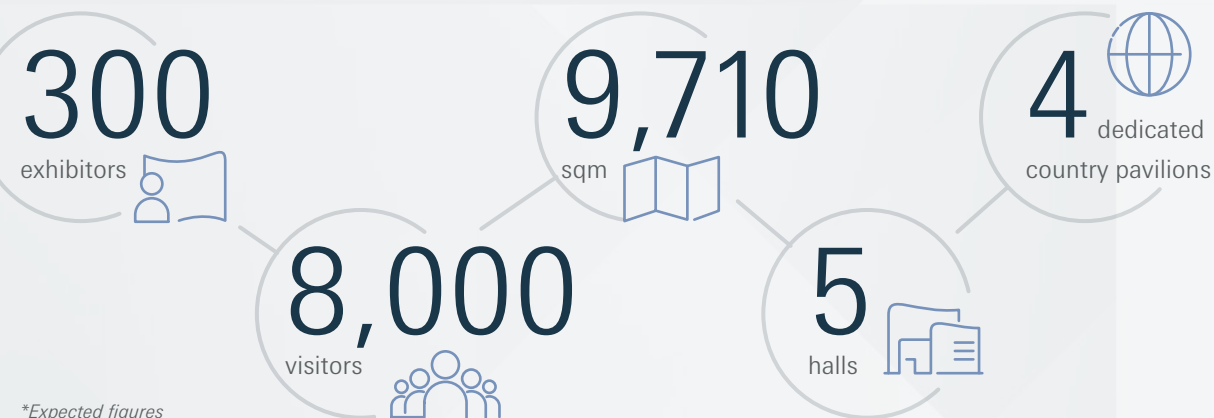 300
exhibitors
8,000
visitors
9,710
sqm
5
halls
4 dedicated
country pavilions
*Expected figures